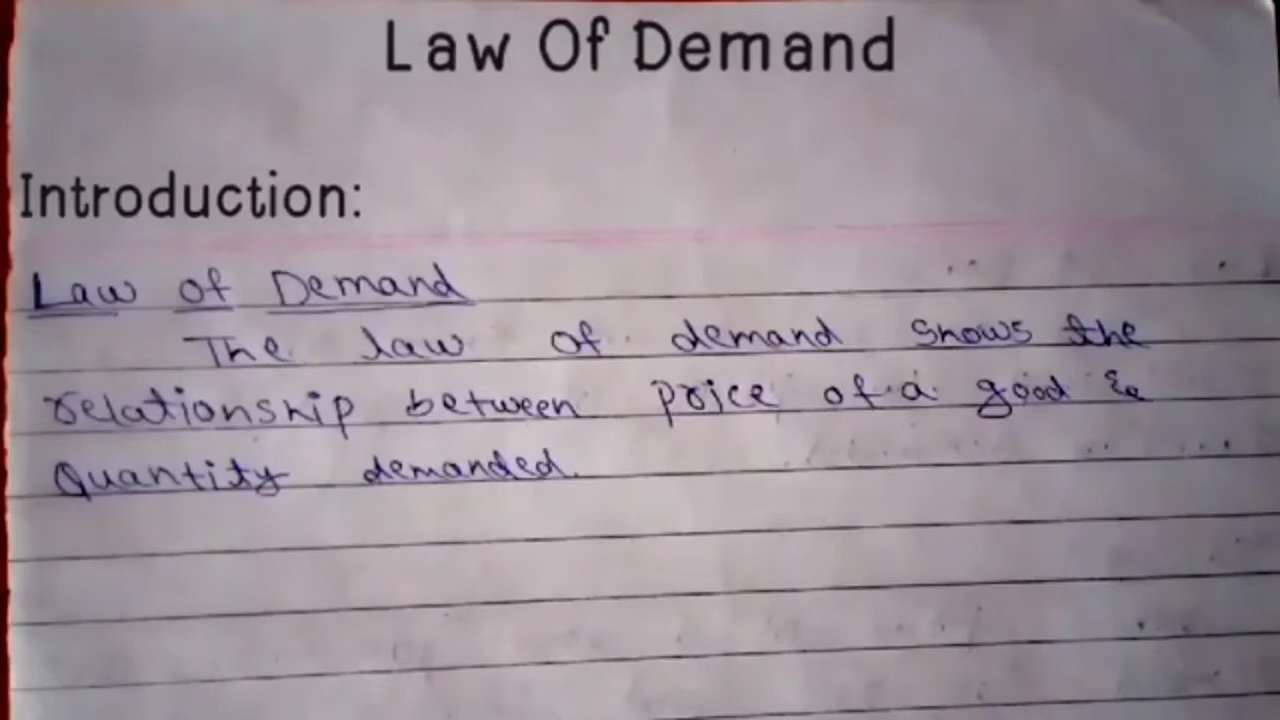 Law Of Demand
Introduction:
Law of Demand
The law of demand shows the
relationship between price of a good &
Quantity demanded.